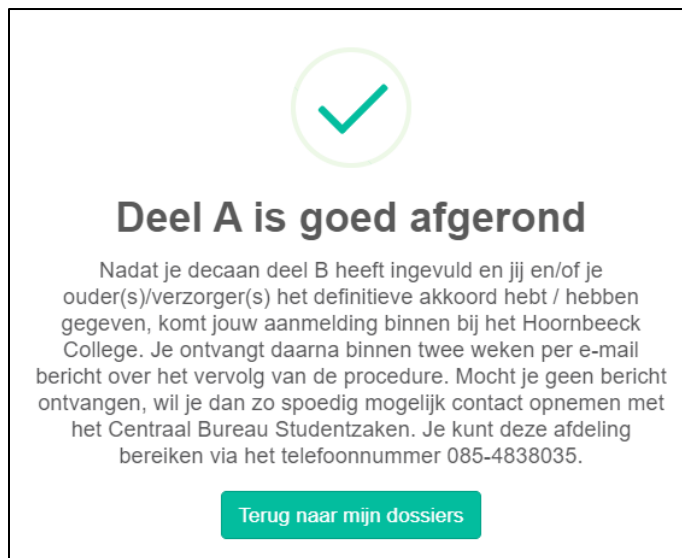 Deel A is goed afgerond
Nadat je decaan deel B heeft ingevuld en jij en/of je
ouder(s)/verzorger(s) het definitieve akkoord hebt / hebben
gegeven, komt jouw aanmelding binnen bij het Hoornbeeck
College. Je ontvangt daarna binnen twee weken per e-mail
bericht over het vervolg van de procedure. Mocht je geen bericht
ontvangen, wil je dan zo spoedig mogelijk contact opnemen met
het Centraal Bureau Studentzaken. Je kunt deze afdeling
bereiken via het telefoonnummer 085-4838035.
Terug naar mijn dossiers